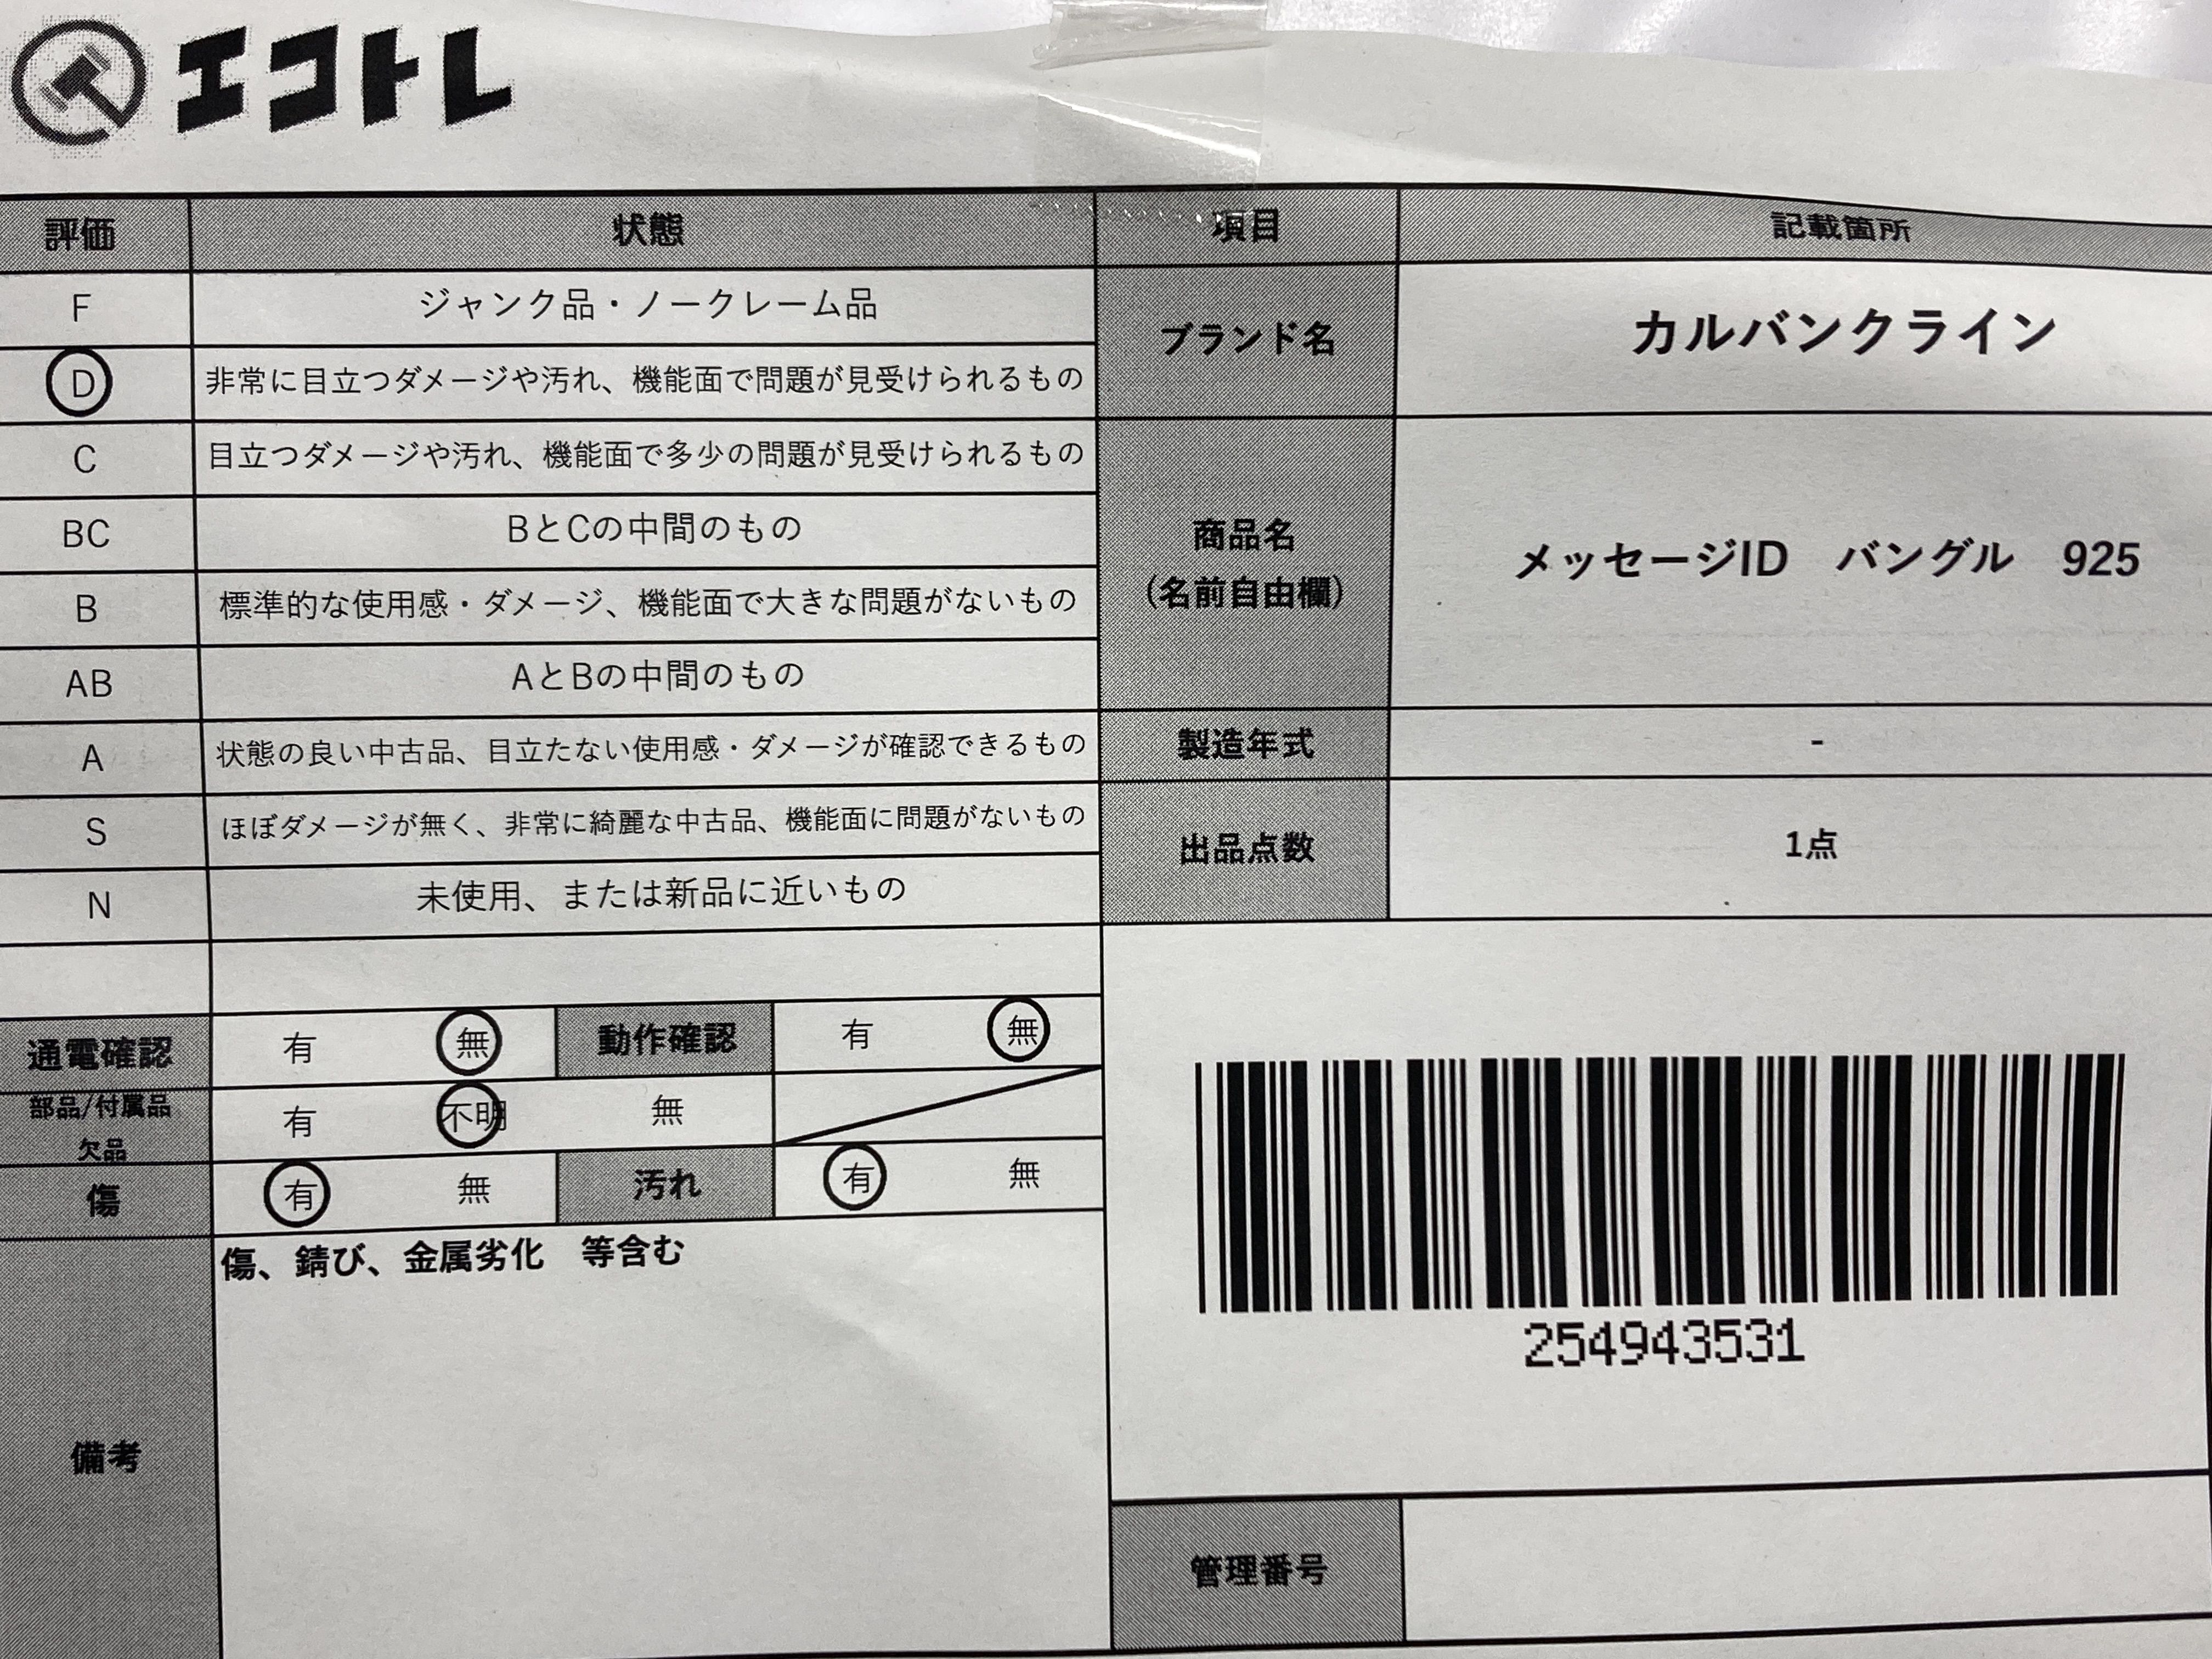 エコトレ
評価 状態 項目 記載箇所
F ジャンク品・ノークレーム品
D 非常に目立つダメージや汚れ、機能面で問題が見受けられるもの
C 目立つダメージや汚れ、機能面で多少の問題が見受けられるもの
BC BとCの中間のもの
B 標準的な使用感・ダメージ、機能面で大きな問題がないもの
AB AとBの中間のもの
A 状態の良い中古品、目立たない使用感・ダメージが確認できるもの
S ほぼダメージが無く、非常に綺麗な中古品、機能面に問題がないもの
N 未使用、または新品に近いもの
ブランド名 カルバンクライン
商品名
(名前自由欄)
メッセージID バングル 925
製造年式 -
出品点数 1点
通電確認 有 無 動作確認 有 無
部品/付属品
欠品
有 不明 無
傷 有 無 汚れ 有 無
備考
傷、錆び、金属劣化 等含む
254943531
管理番号